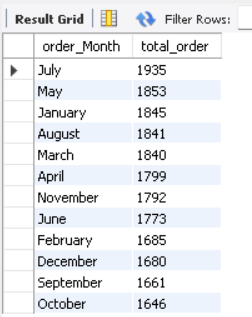 Result Grid Filter Rows:
order_Month total_order
July 1935
May 1853
January 1845
August 1841
March 1840
April 1799
November 1792
June 1773
February 1685
December 1680
September 1661
October 1646